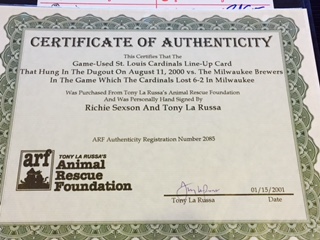 CERTIFICATE OF AUTHENTICITY
This Certifies That The
Game-Used St. Louis Cardinals Line-Up Card
That Hung In The Dugout On August 11, 2000 vs. The Milwaukee Brewers
In The Game Which The Cardinals Lost 6-2 In Milwaukee
Was Purchased From Tony La Russa's Animal Rescue Foundation
And Was Personally Hand Signed By
Richie Sexson And Tony La Russa
ARF Authenticity Registration Number 2085
arf
TONY LA RUSSA'S
Animal
Rescue
Foundation
01/15/2001
Tony La Russa Date